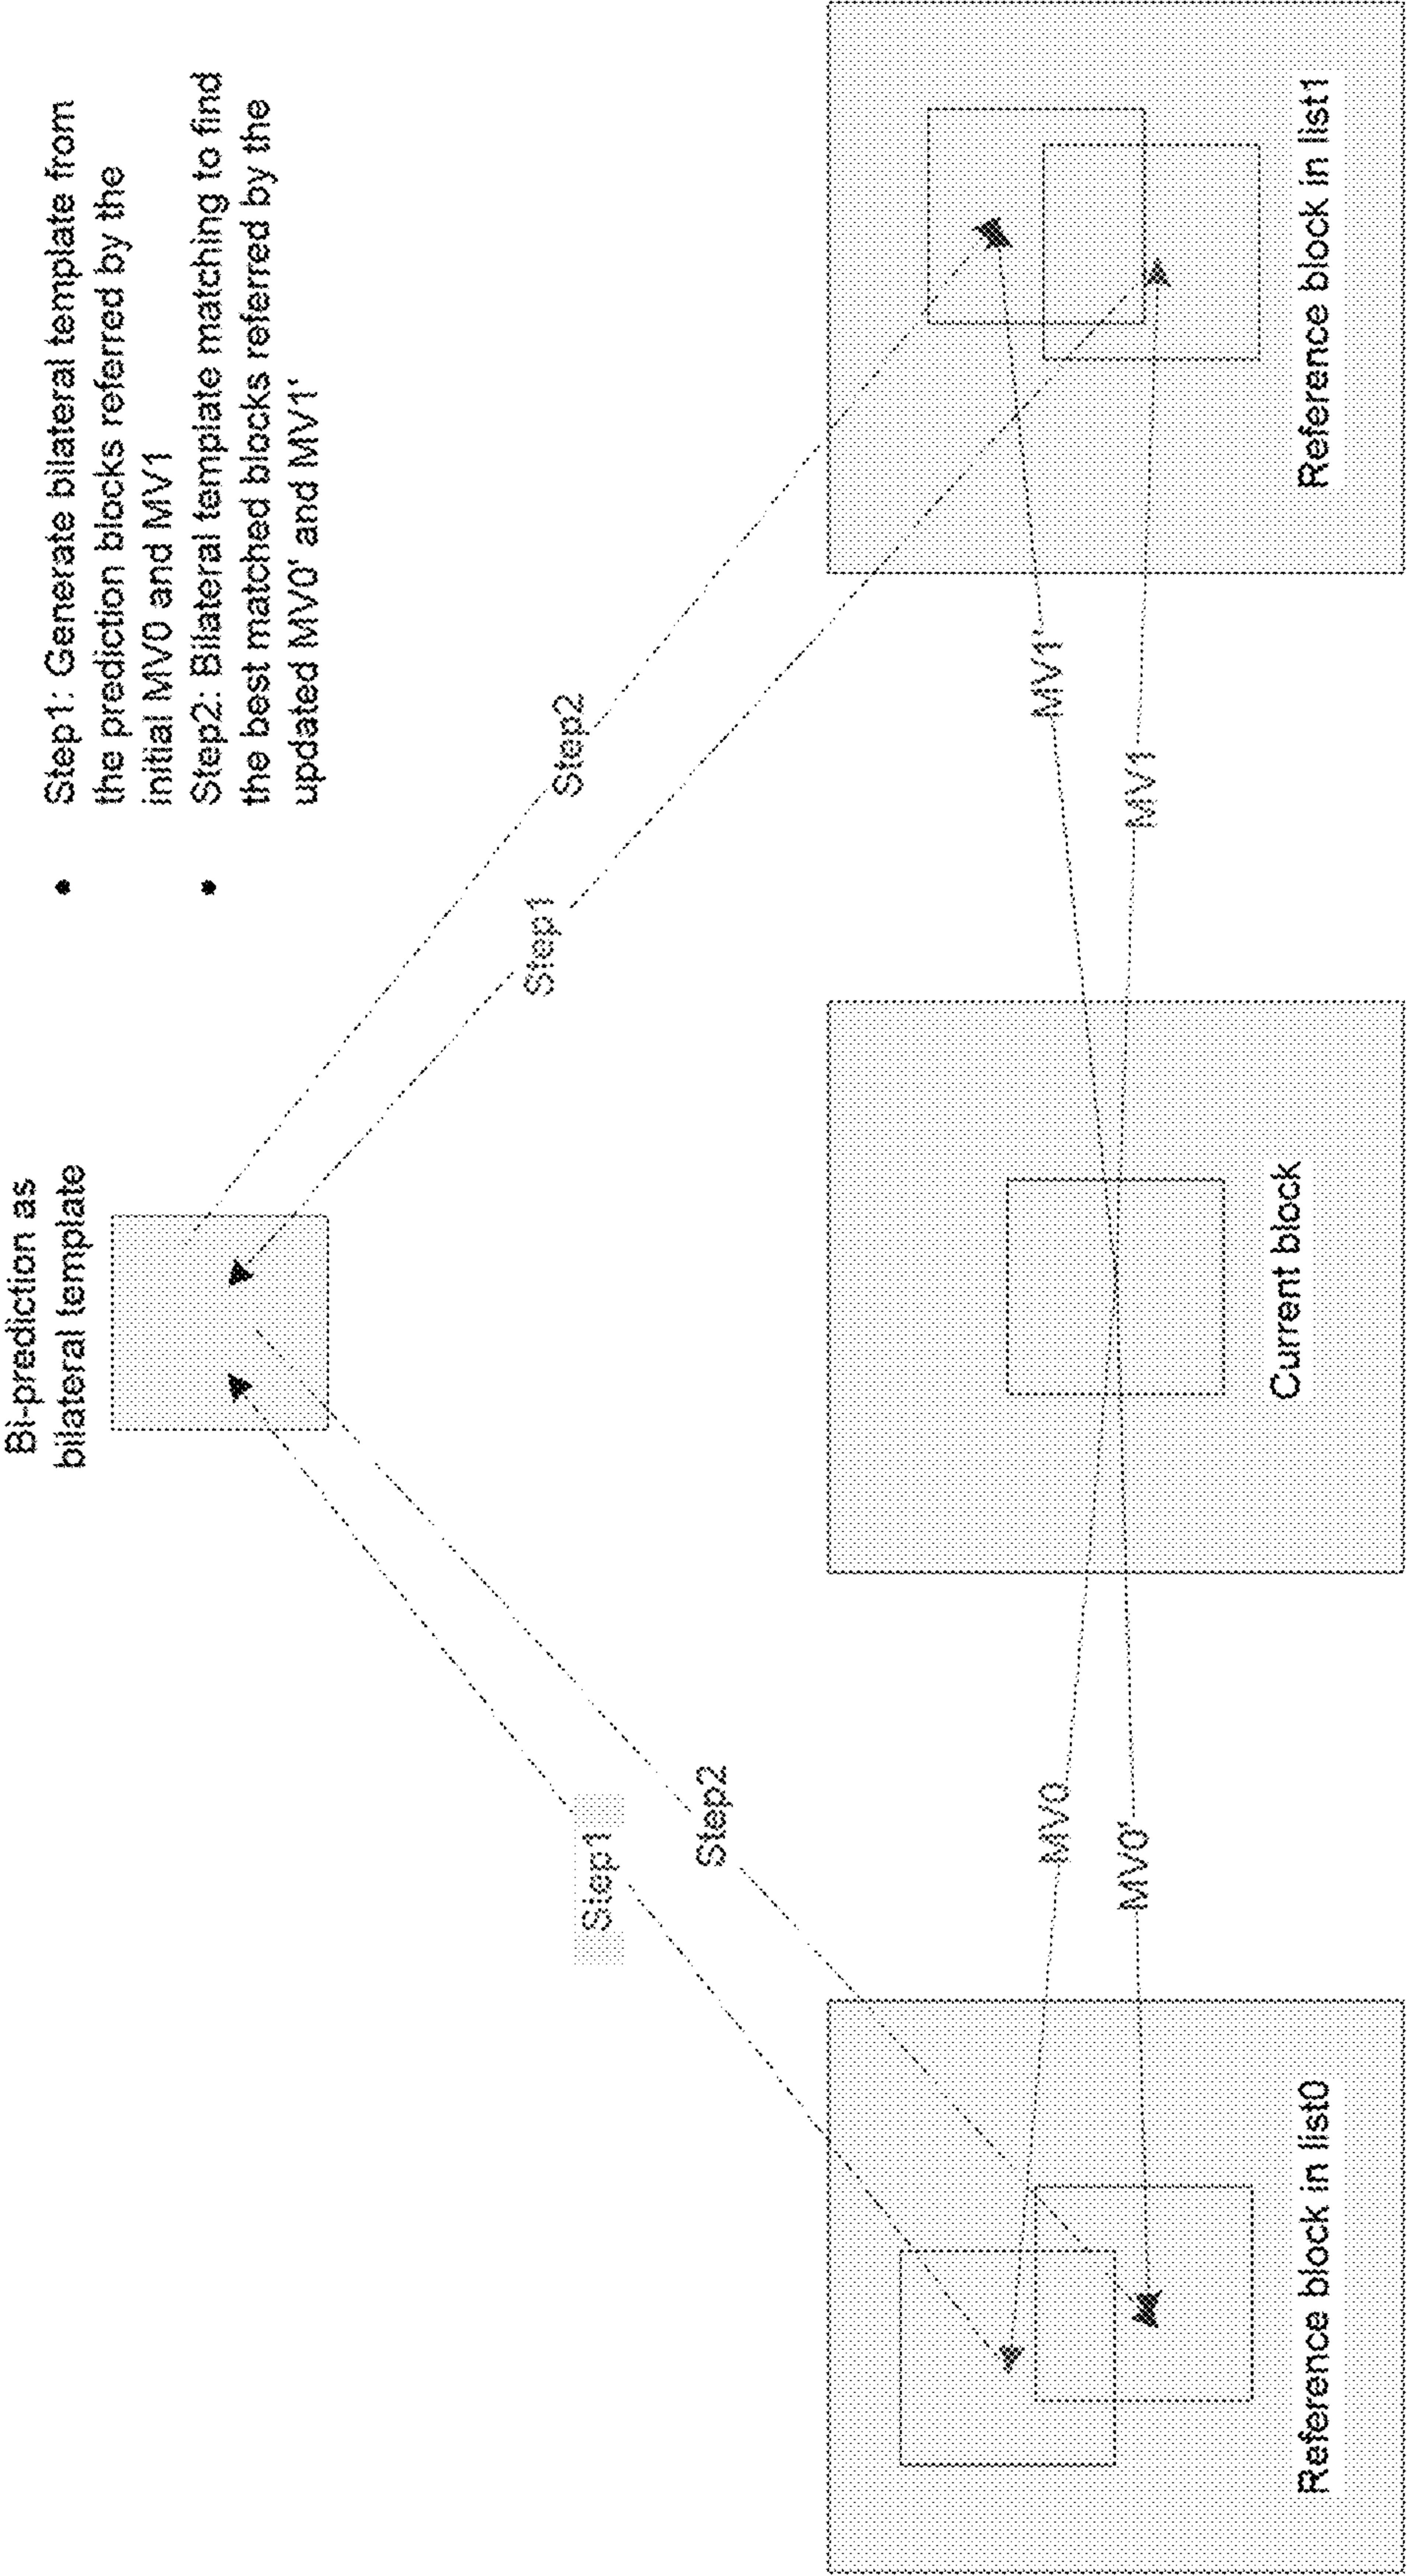 Bi-prediction as
bilateral template
• Step1: Generate bilateral template from
the prediction blocks referred by the
initial MV0 and MV1
• Step2: Bilateral template matching to find
the best matched blocks referred by the
updated MV0' and MV1'
Step1
Step2
Step1
Step2
MV0
MV0'
MV1'
MV1
Reference block in list0
Current block
Reference block in list1